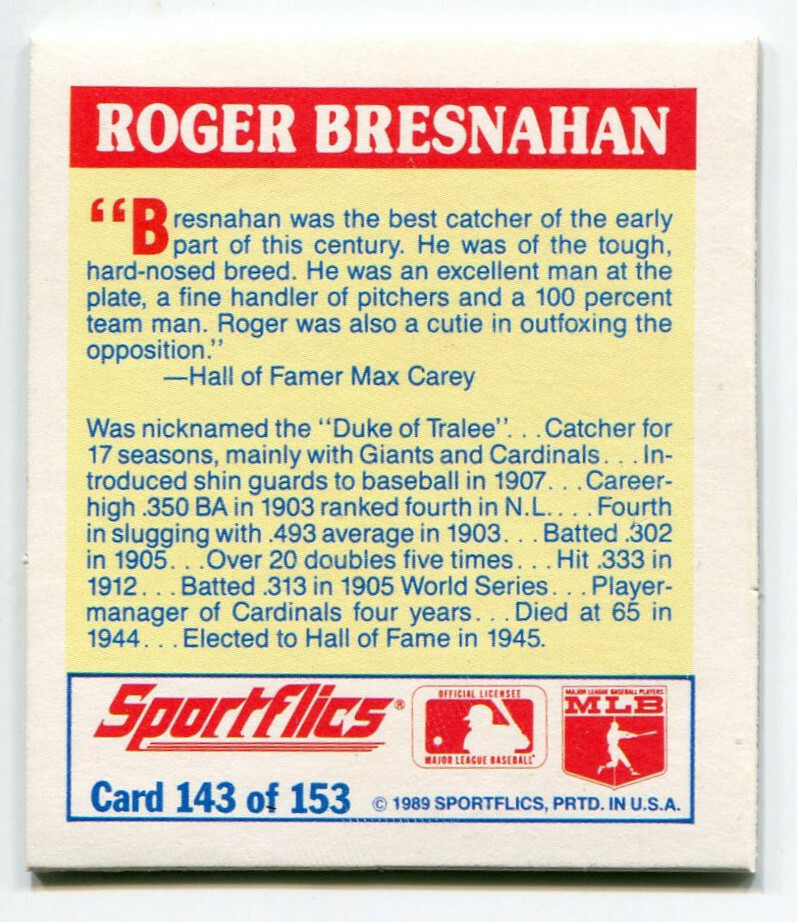 ROGER BRESNAHAN
“Bresnahan was the best catcher of the early
part of this century. He was of the tough,
hard-nosed breed. He was an excellent man at the
plate, a fine handler of pitchers and a 100 percent
team man. Roger was also a cutie in outfoxing the
opposition.”
—Hall of Famer Max Carey
Was nicknamed the “Duke of Tralee”. . .Catcher for
17 seasons, mainly with Giants and Cardinals. . .In-
troduced shin guards to baseball in 1907. . .Career-
high .350 BA in 1903 ranked fourth in N.L. . . .Fourth
in slugging with .493 average in 1903. . .Batted .302
in 1905. . .Over 20 doubles five times. . .Hit .333 in
1912. . .Batted .313 in 1905 World Series. . .Player-
manager of Cardinals four years. . .Died at 65 in
1944. . .Elected to Hall of Fame in 1945.
Sportflics®
OFFICIAL LICENSEE
MAJOR LEAGUE BASEBALL®
MAJOR LEAGUE BASEBALL PLAYERS
MLB
Card 143 of 153
© 1989 SPORTFLICS, PRTD. IN U.S.A.